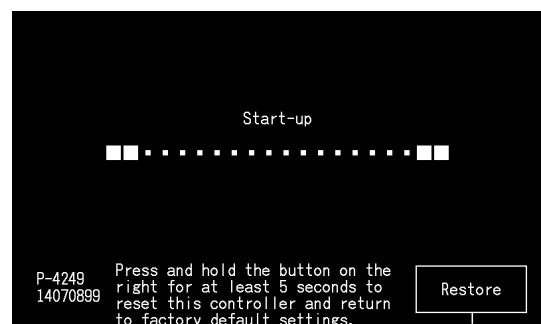 Start-up
P-4249
14070899
Press and hold the button on the
right for at least 5 seconds to
reset this controller and return
to factory default settings.
Restore